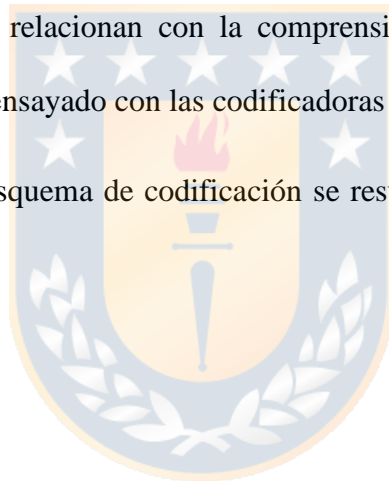 relacionan con la comprensi
ensayado con las codificadoras
squema de codificación se res